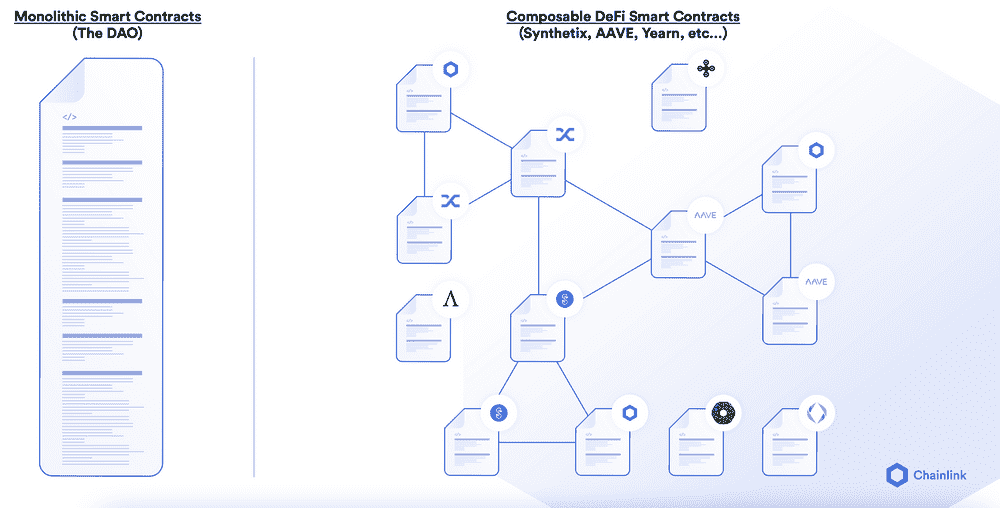 Monolithic Smart Contracts
(The DAO)
Composable DeFi Smart Contracts
(Synthetix, AAVE, Yearn, etc...)
</>
</>
</>
</>
</>
AAVE
</>
</>
AAVE
</>
</>
</>
</>
</>
</>
</>
Chainlink